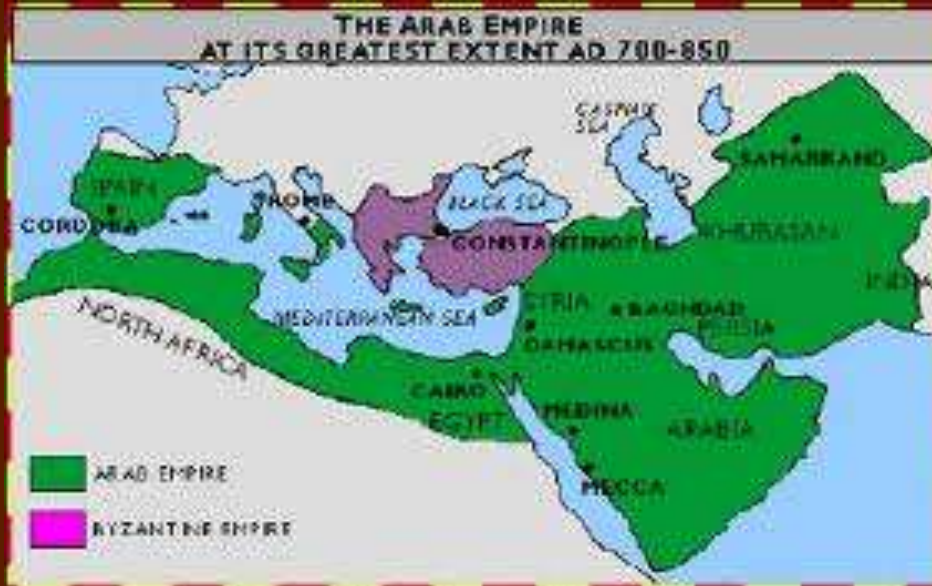 THE ARAB EMPIRE
AT ITS GREATEST EXTENT AD 700-850
CASPIAN
SEA
SAMARKAND
SPAIN
ROME
BLACK SEA
CORDOBA
CONSTANTINOPLE
KHURASAN
INDIA
SYRIA
BAGHDAD
MEDITERRANEAN SEA
PERSIA
NORTH AFRICA
DAMASCUS
CAIRO
EGYPT
MEDINA
ARABIA
MECCA
ARAB EMPIRE
BYZANTINE EMPIRE